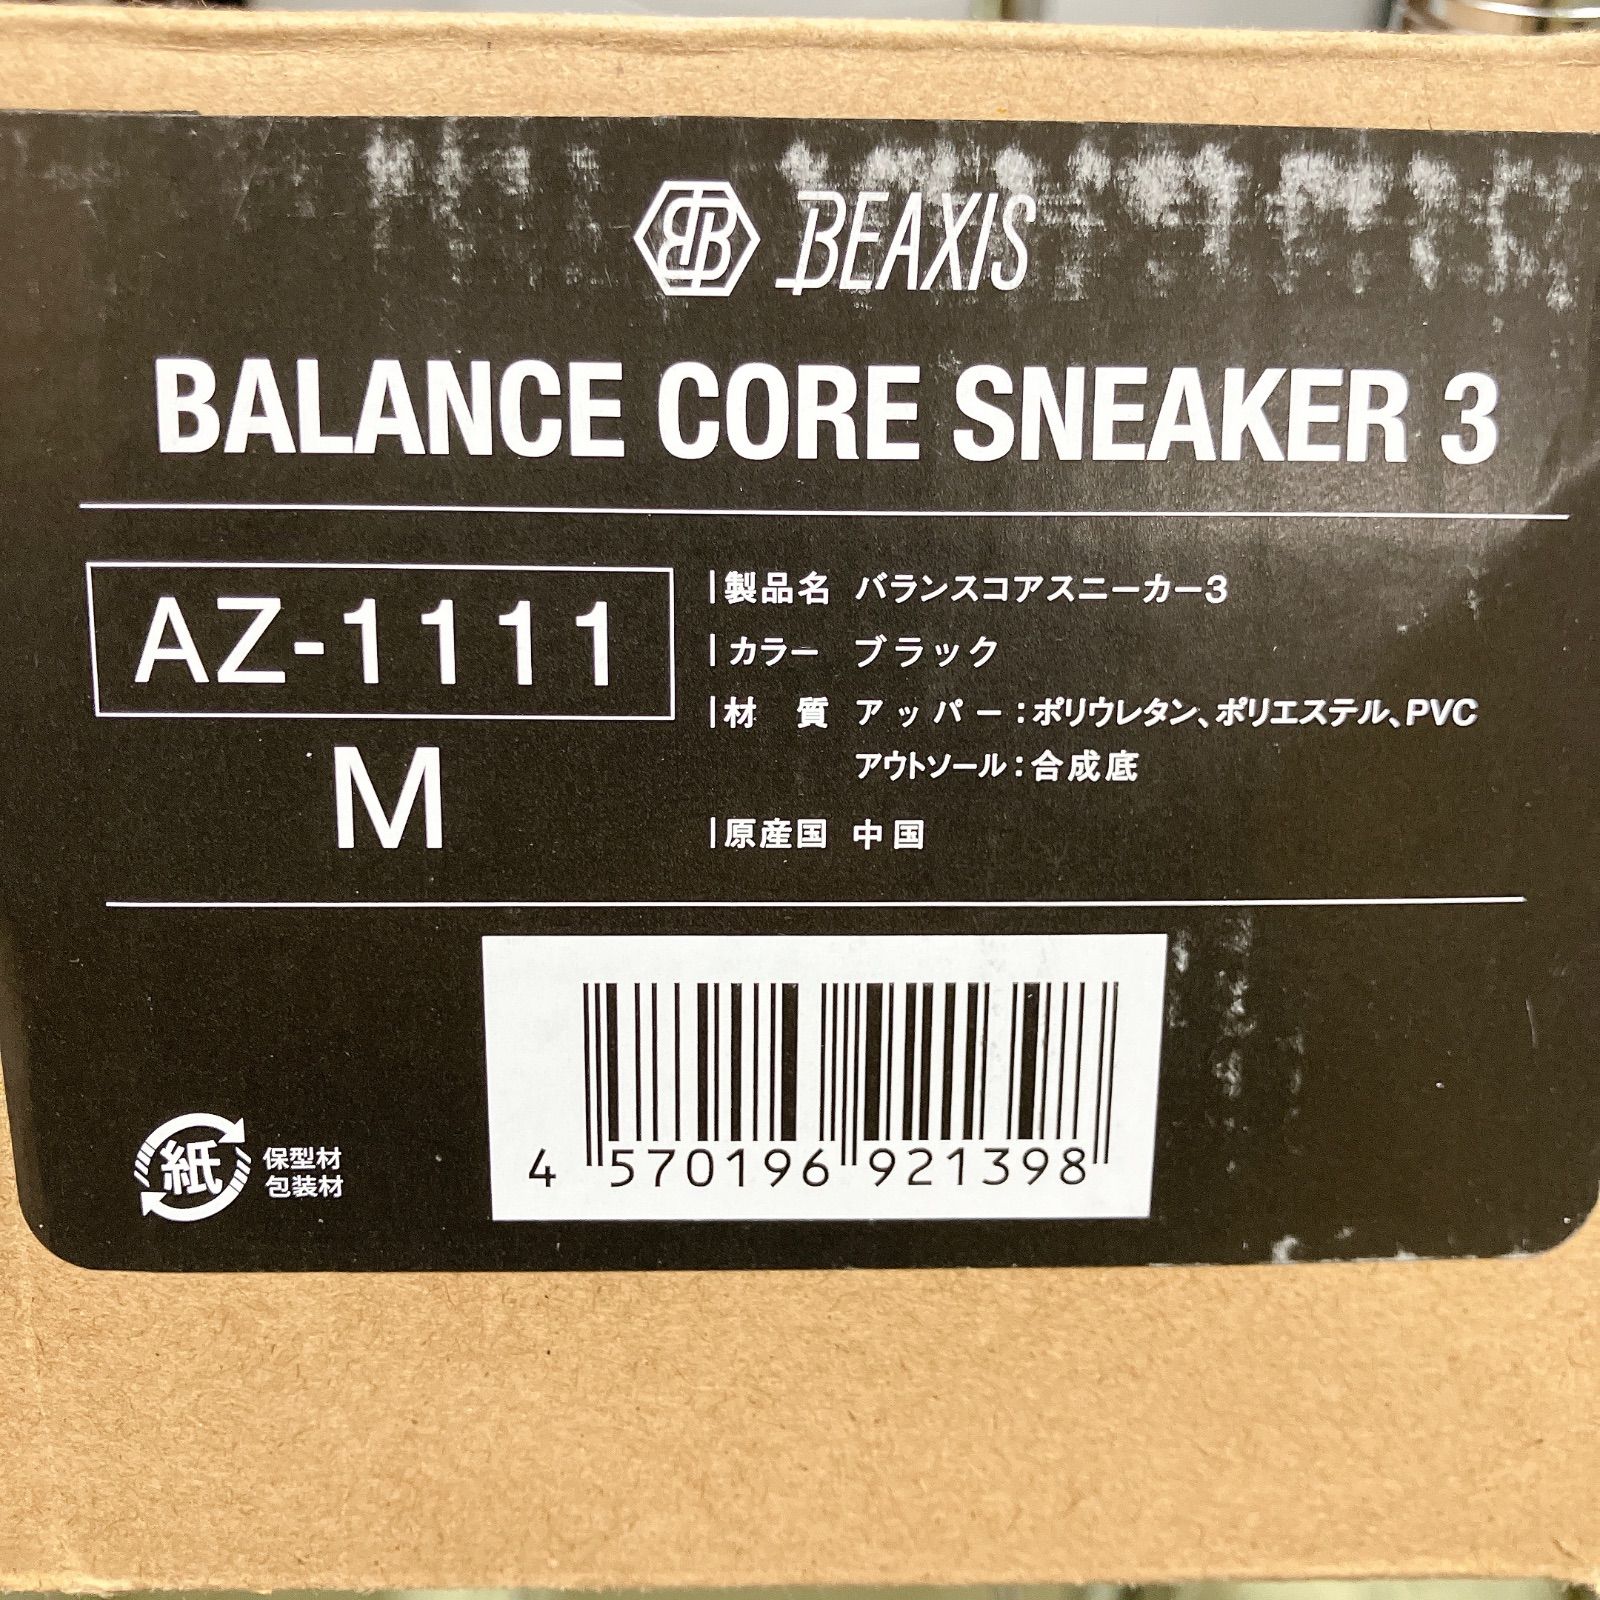 BEAXIS
BALANCE CORE SNEAKER 3
AZ-1111
M
製品名 バランスコアスニーカー3
カラー ブラック
材質 アッパー:ポリウレタン、ポリエステル、PVC
アウトソール:合成底
原産国 中国
紙
保型材
包装材
4 570196 921398